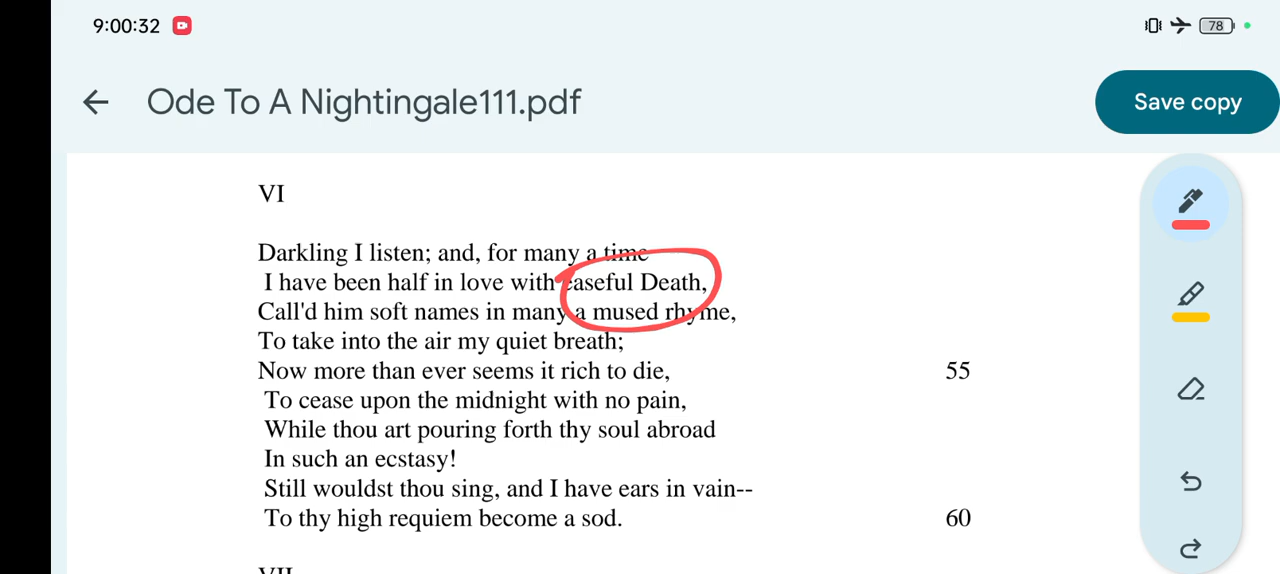 9:00:32
78
Ode To A Nightingale111.pdf
Save copy
VI
Darkling I listen; and, for many a time
I have been half in love with easeful Death,
Call'd him soft names in many a mused rhyme,
To take into the air my quiet breath;
Now more than ever seems it rich to die,
55
To cease upon the midnight with no pain,
While thou art pouring forth thy soul abroad
In such an ecstasy!
Still wouldst thou sing, and I have ears in vain--
To thy high requiem become a sod.
60
VII